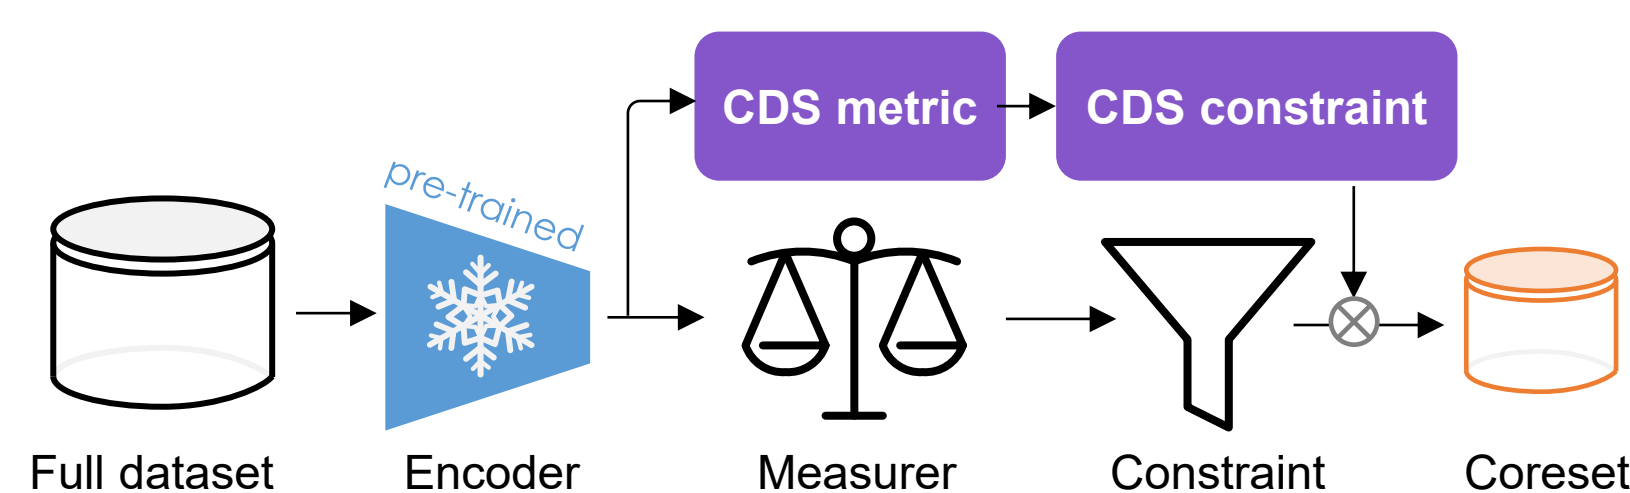 CDS metric
CDS constraint
pre-trained
Full dataset
Encoder
Measurer
Constraint
Coreset